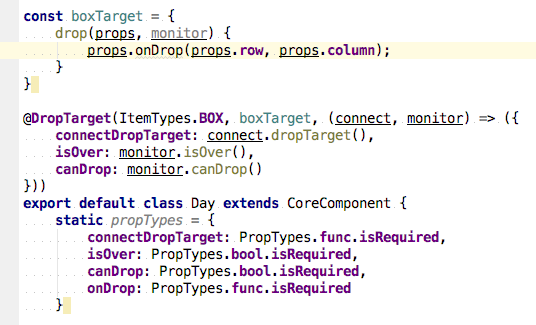 const boxTarget = {
    drop(props, monitor) {
        props.onDrop(props.row, props.column);
    }
}

@DropTarget(ItemTypes.BOX, boxTarget, (connect, monitor) => ({
    connectDropTarget: connect.dropTarget(),
    isOver: monitor.isOver(),
    canDrop: monitor.canDrop()
}))
export default class Day extends CoreComponent {
    static propTypes = {
        connectDropTarget: PropTypes.func.isRequired,
        isOver: PropTypes.bool.isRequired,
        canDrop: PropTypes.bool.isRequired,
        onDrop: PropTypes.func.isRequired
    }